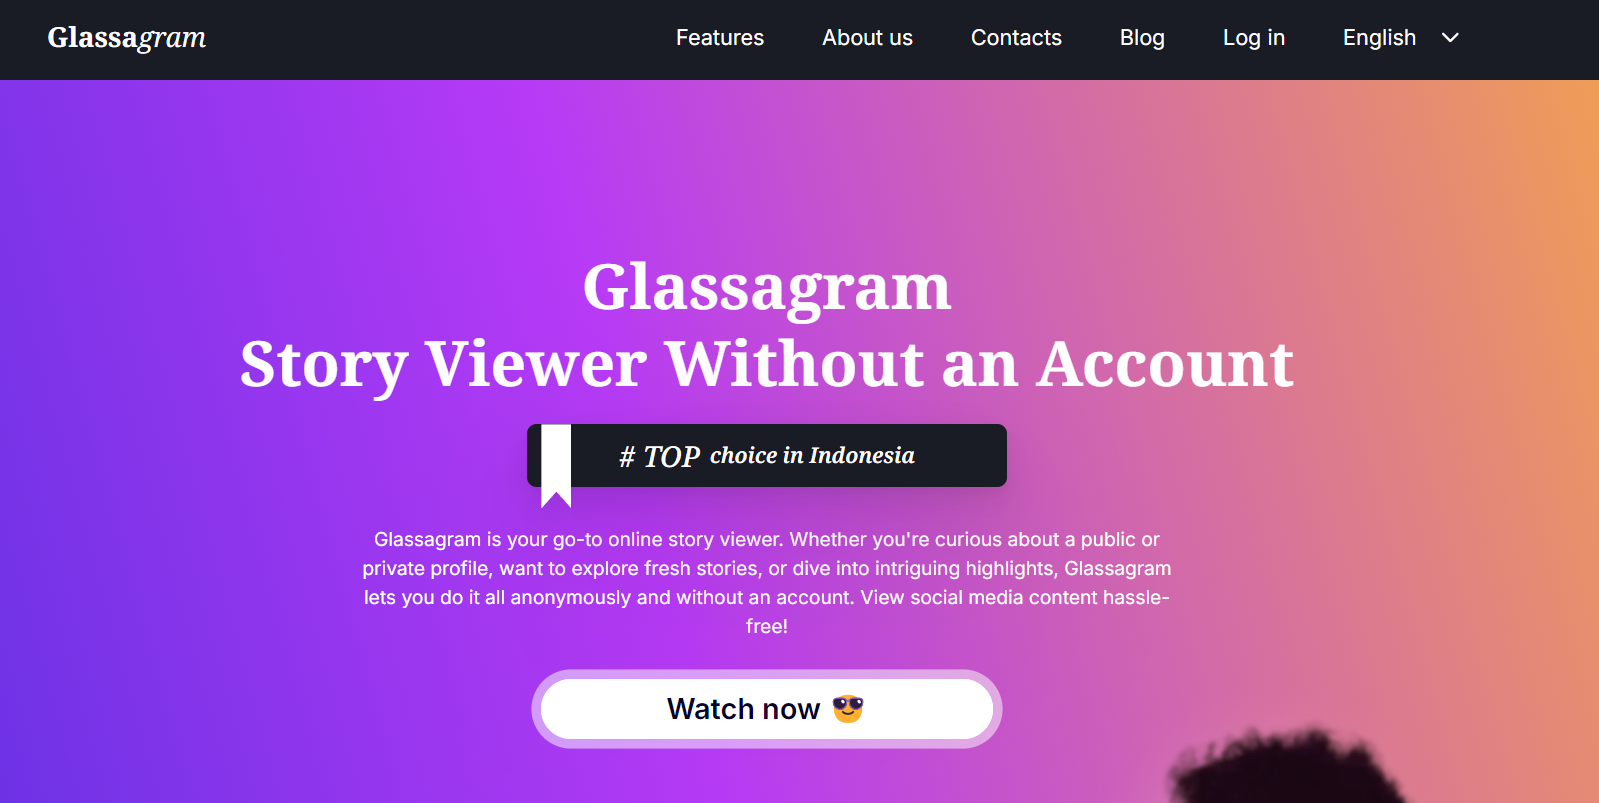 Glassagram
Features About us Contacts Blog Log in English
Glassagram
Story Viewer Without an Account
# TOP choice in Indonesia
Glassagram is your go-to online story viewer. Whether you're curious about a public or
private profile, want to explore fresh stories, or dive into intriguing highlights, Glassagram
lets you do it all anonymously and without an account. View social media content hassle-
free!
Watch now 😎